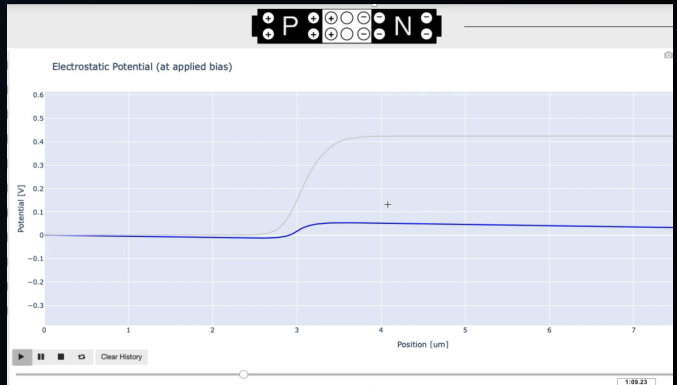 P N
Electrostatic Potential (at applied bias)
0.6
0.5
0.4
0.3
0.2
0.1
0
−0.1
−0.2
−0.3
Potential [V]
0 1 2 3 4 5 6 7
Position [um]
Clear History
1:09.23